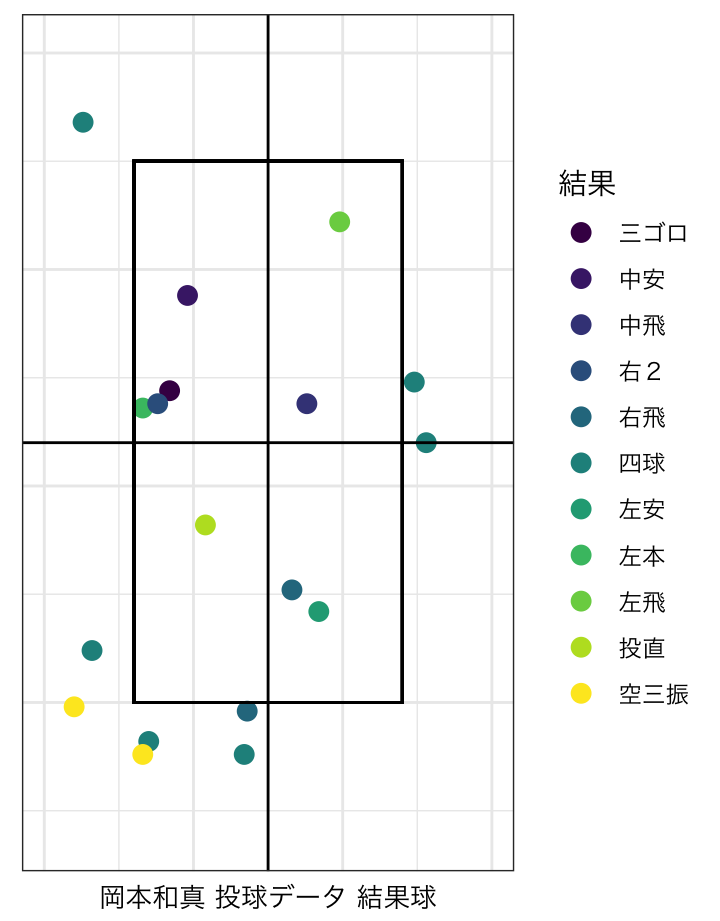 結果
三ゴロ
中安
中飛
右２
右飛
四球
左安
左本
左飛
投直
空三振
岡本和真 投球データ 結果球